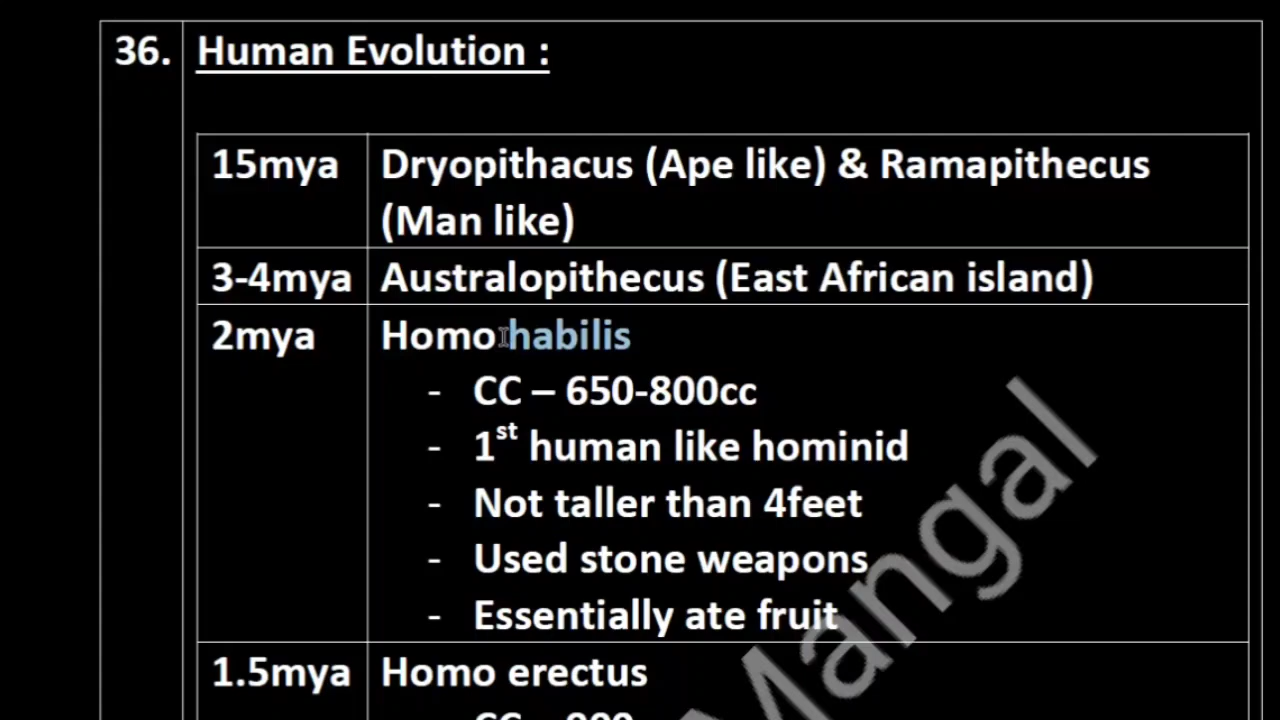 36. Human Evolution :
15mya Dryopithacus (Ape like) & Ramapithecus
(Man like)
3-4mya Australopithecus (East African island)
2mya Homo habilis
- CC – 650-800cc
- 1st human like hominid
- Not taller than 4feet
- Used stone weapons
- Essentially ate fruit
1.5mya Homo erectus
Mangal